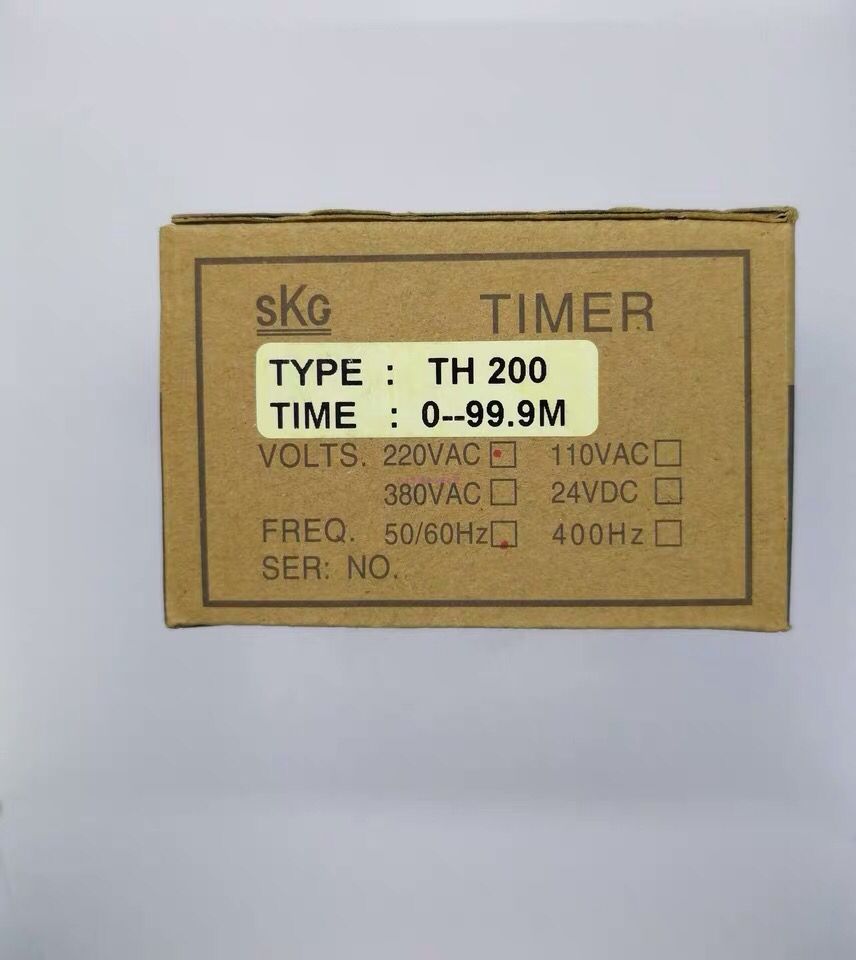 SKG TIMER
TYPE : TH 200
TIME : 0--99.9M
VOLTS. 220VAC 110VAC
380VAC 24VDC
FREQ. 50/60Hz 400Hz
SER: NO.